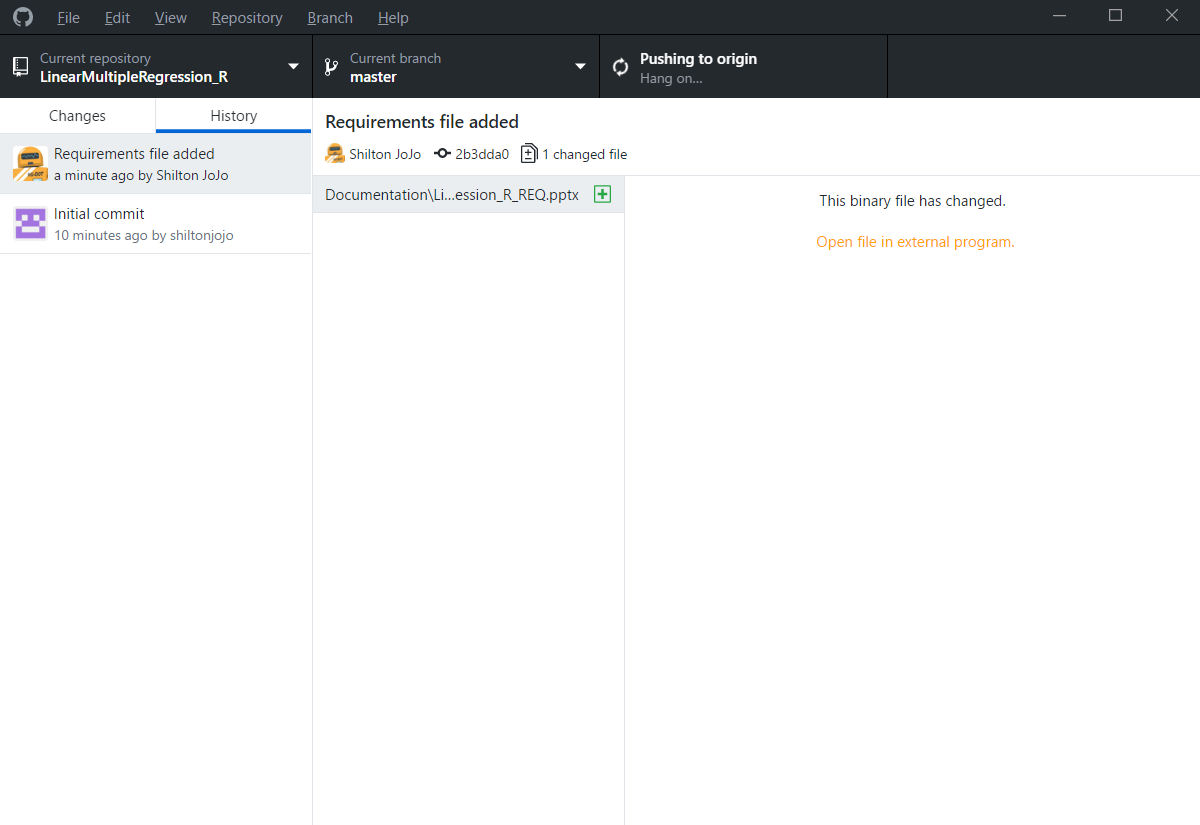 File Edit View Repository Branch Help
Current repository
LinearMultipleRegression_R
Current branch
master
Pushing to origin
Hang on...
Changes
History
Requirements file added
a minute ago by Shilton JoJo
Initial commit
10 minutes ago by shiltonjojo
Requirements file added
Shilton JoJo 2b3dda0 1 changed file
Documentation\Li...ession_R_REQ.pptx
This binary file has changed.
Open file in external program.